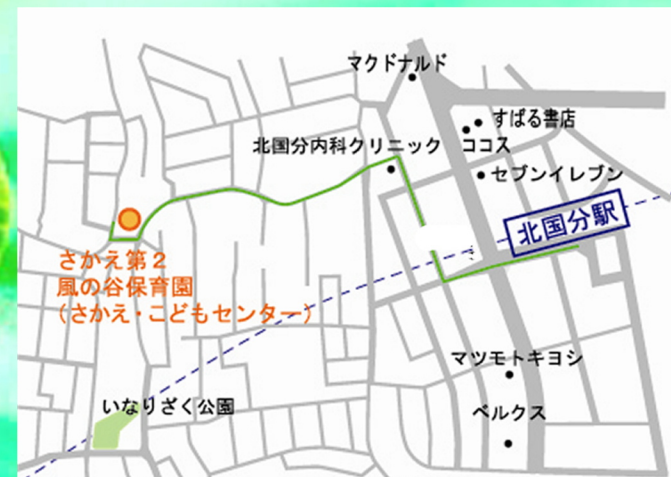 マクドナルド
すばる書店
ココス
北国分内科クリニック
セブンイレブン
北国分駅
さかえ第2
風の谷保育園
(さかえ・こどもセンター)
マツモトキヨシ
いなりざく公園
ベルクス